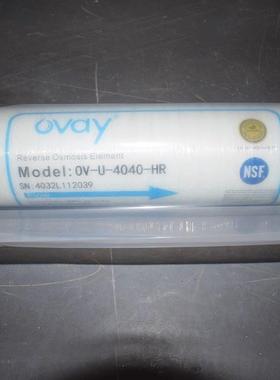 ovay
Reverse Osmosis Element
Model:OV-U-4040-HR
SN:4032L112039
NSF